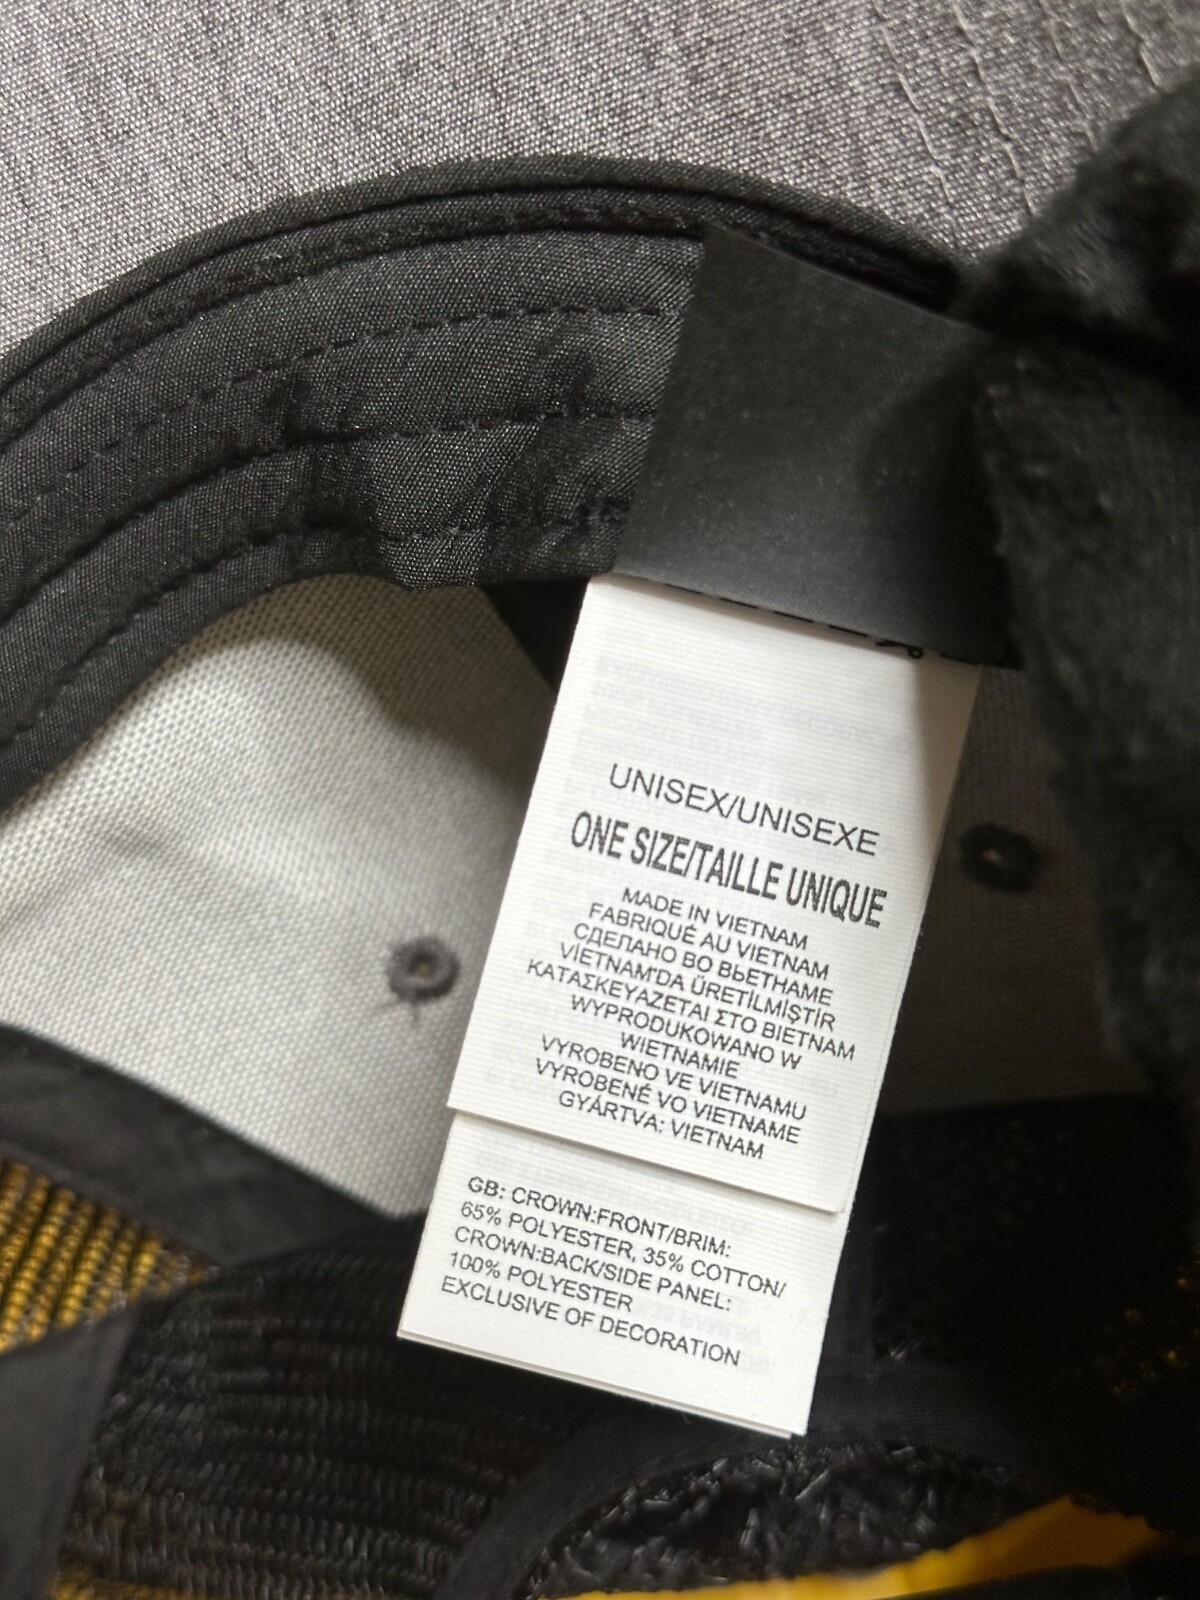 UNISEX/UNISEXE
ONE SIZE/TAILLE UNIQUE
MADE IN VIETNAM
FABRIQUÉ AU VIETNAM
СДЕЛАНО ВО ВЬЕТНАМЕ
VİETNAM'DA ÜRETİLMİŞTİR
ΚΑΤΑΣΚΕΥΑΖΕΤΑΙ ΣΤΟ ΒΙΕΤΝΑΜ
WYPRODUKOWANO W
WIETNAMIE
VYROBENO VE VIETNAMU
VYROBENÉ VO VIETNAME
GYÁRTVA: VIETNAM
GB: CROWN:FRONT/BRIM:
65% POLYESTER, 35% COTTON/
CROWN:BACK/SIDE PANEL:
100% POLYESTER
EXCLUSIVE OF DECORATION